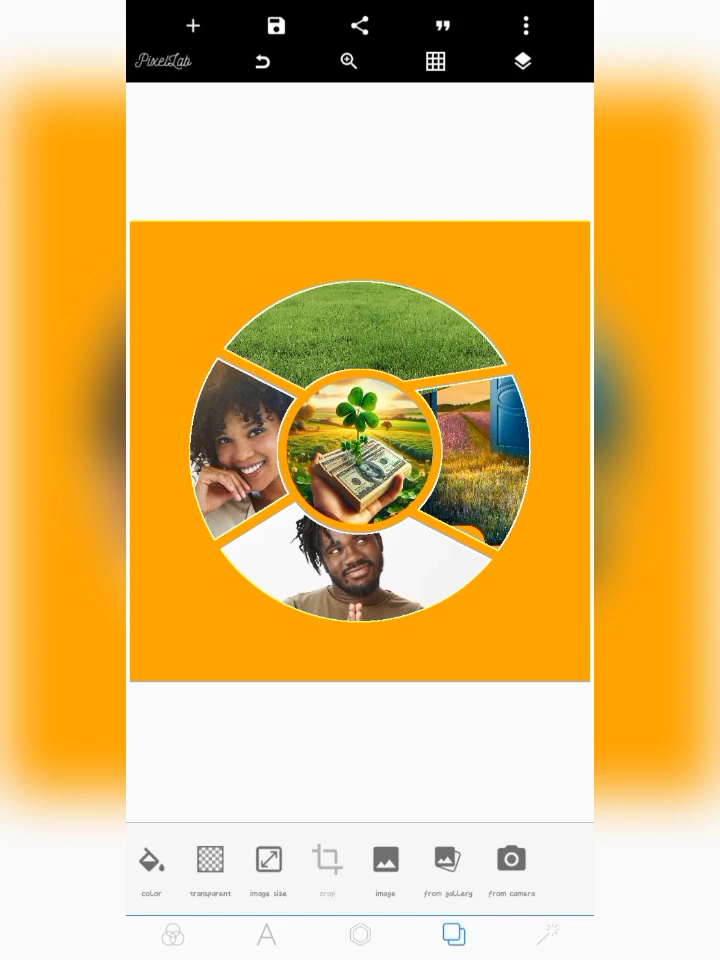 PixelLab
color
transparent
image size
crop
image
from gallery
from camera